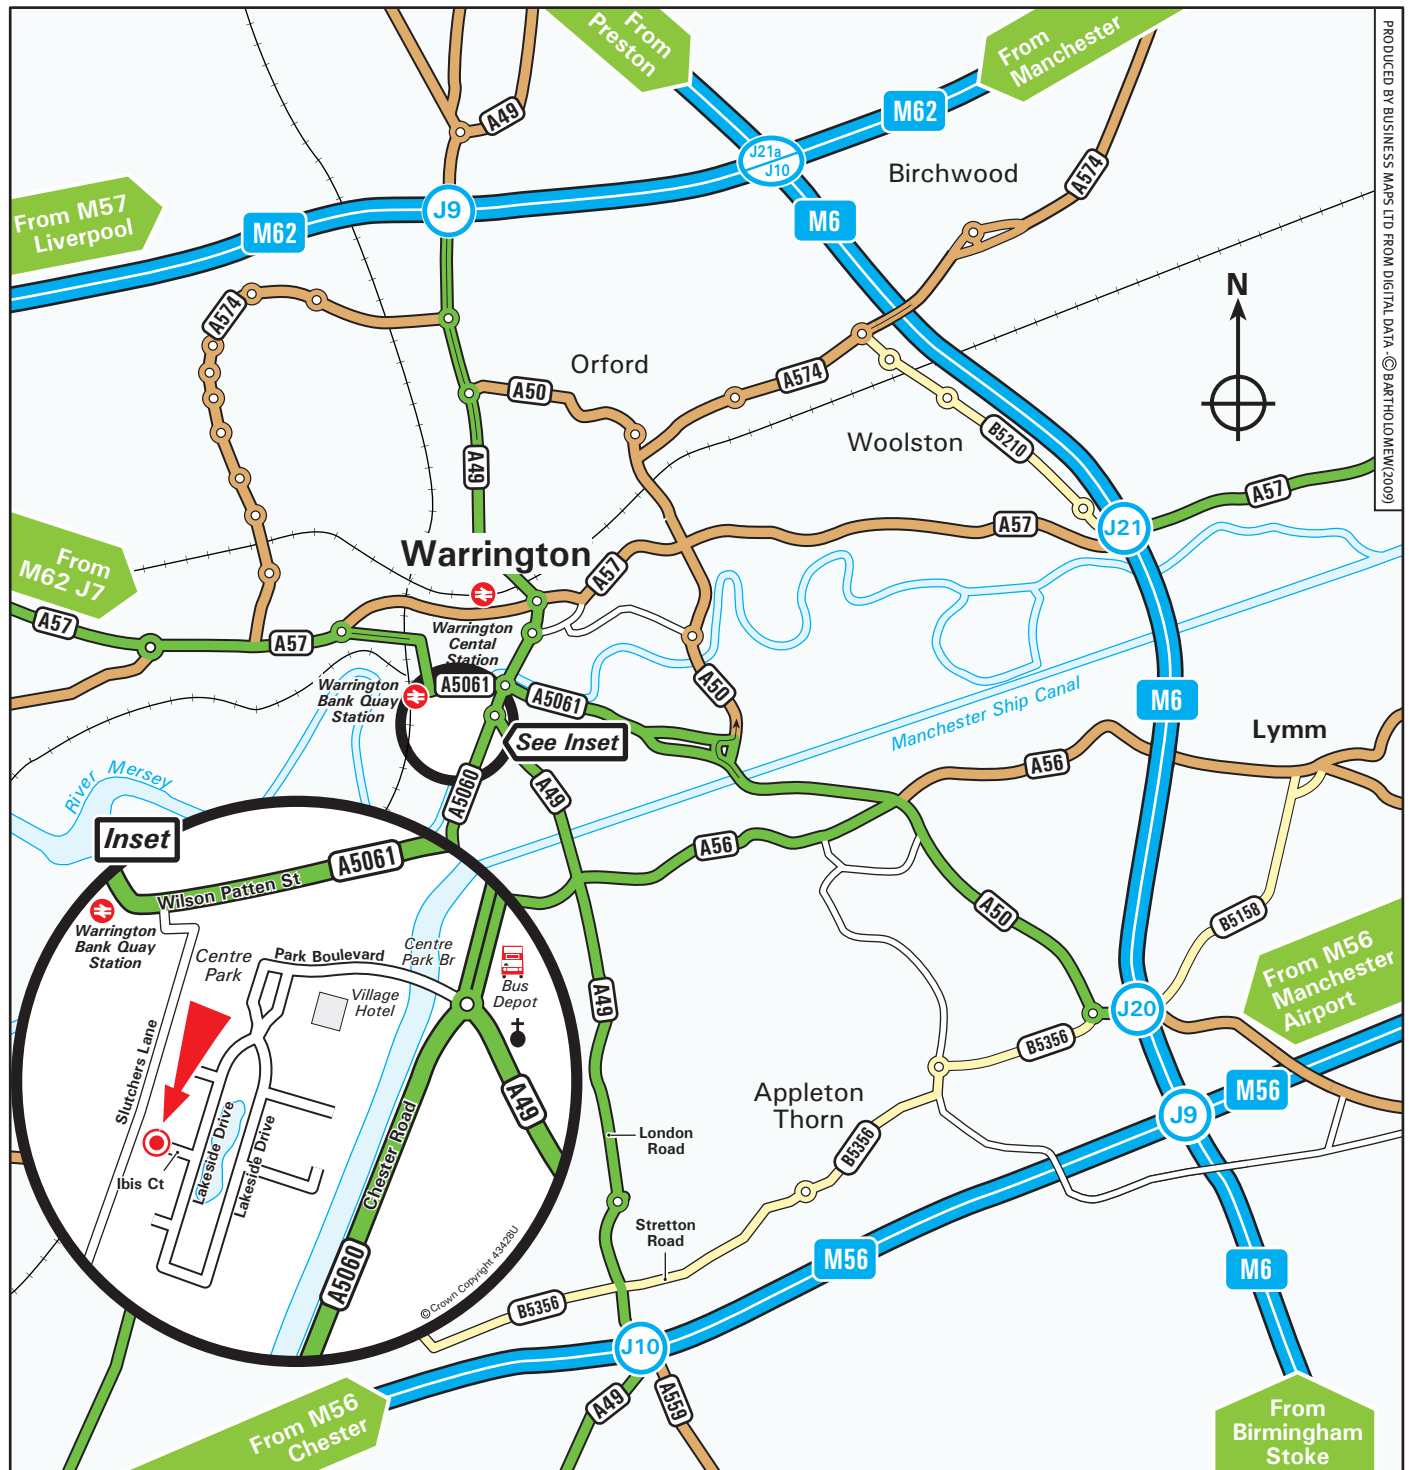 From
Preston
From
Manchester
PRODUCED BY BUSINESS MAPS LTD FROM DIGITAL DATA - © BARTHOLOMEW(2009)
A49
M62
J21a
J10
Birchwood
A574
From M57
Liverpool
M62
J9
M6
N
A574
Orford
A50
A574
Woolston
B5210
A49
A57
A57
J21
Warrington
From
M62 J7
A57
A57
A57
Warrington
Cental
Station
Warrington
Bank Quay
Station
A5061
A5061
A50
See Inset
Manchester Ship Canal
M6
Lymm
A56
River Mersey
A5060
A49
A56
Inset
A5061
Wilson Patten St
Warrington
Bank Quay
Station
Centre
Park
Park Boulevard
Centre
Park Br
Village
Hotel
Bus
Depot
A49
A50
B5158
From M56
Manchester
Airport
J20
B5356
Slutchers Lane
Lakeside Drive
Lakeside Drive
Ibis Ct
Chester Road
A49
A5060
© Crown Copyright 43428U
London
Road
Appleton
Thorn
B5356
J9
M56
Stretton
Road
M56
M6
B5356
J10
From M56
Chester
A49
A559
From
Birmingham
Stoke